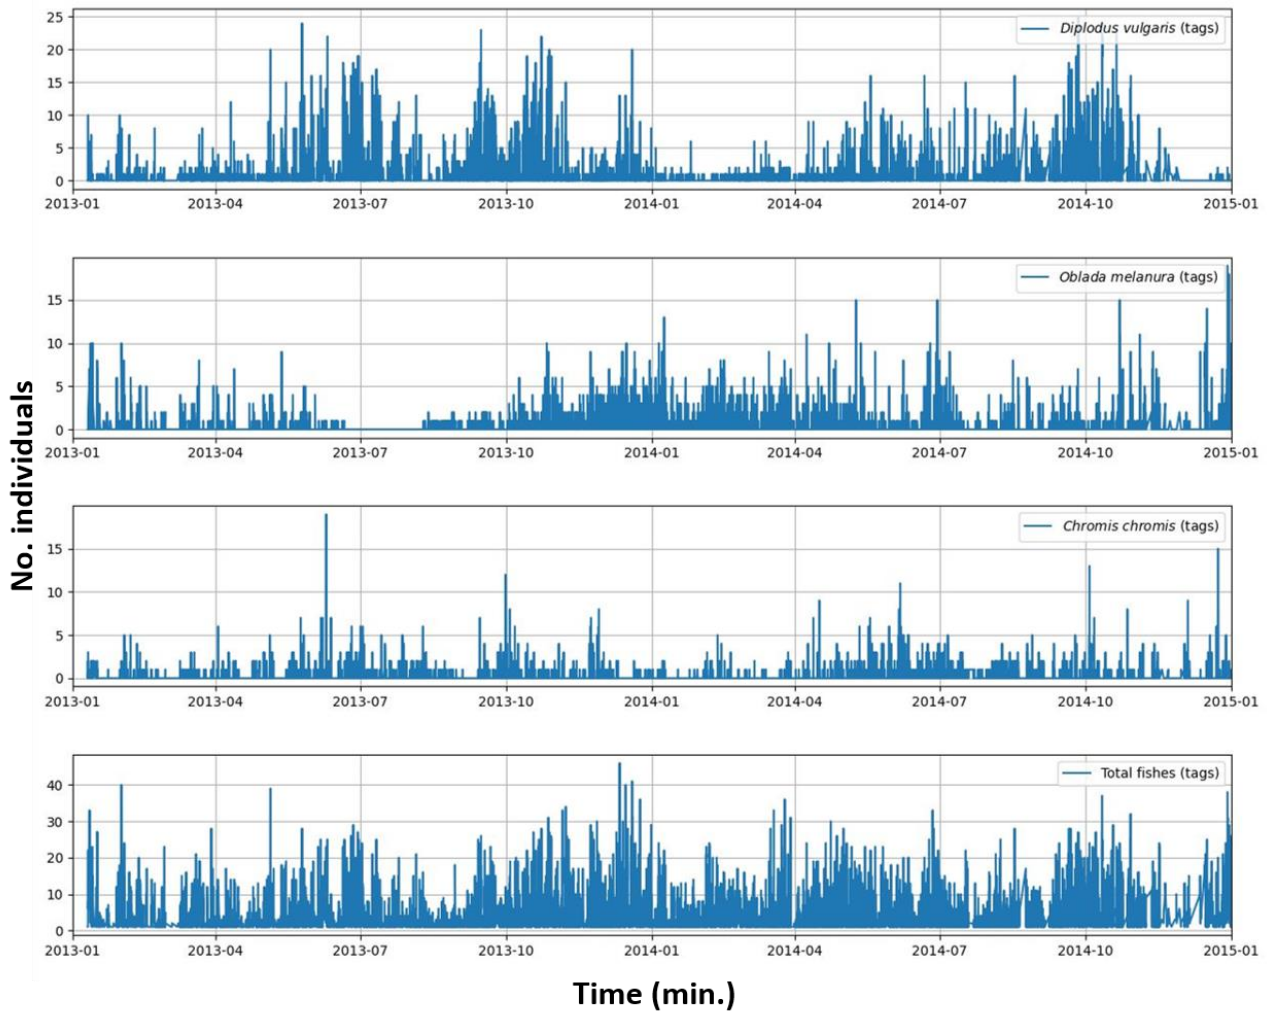 25
Diplodus vulgaris (tags)
20
15
10
5
0
2013-01 2013-04 2013-07 2013-10 2014-01 2014-04 2014-07 2014-10 2015-01
Oblada melanura (tags)
15
10
5
0
2013-01 2013-04 2013-07 2013-10 2014-01 2014-04 2014-07 2014-10 2015-01
No. individuals
Chromis chromis (tags)
15
10
5
0
2013-01 2013-04 2013-07 2013-10 2014-01 2014-04 2014-07 2014-10 2015-01
Total fishes (tags)
40
30
20
10
0
2013-01 2013-04 2013-07 2013-10 2014-01 2014-04 2014-07 2014-10 2015-01
Time (min.)